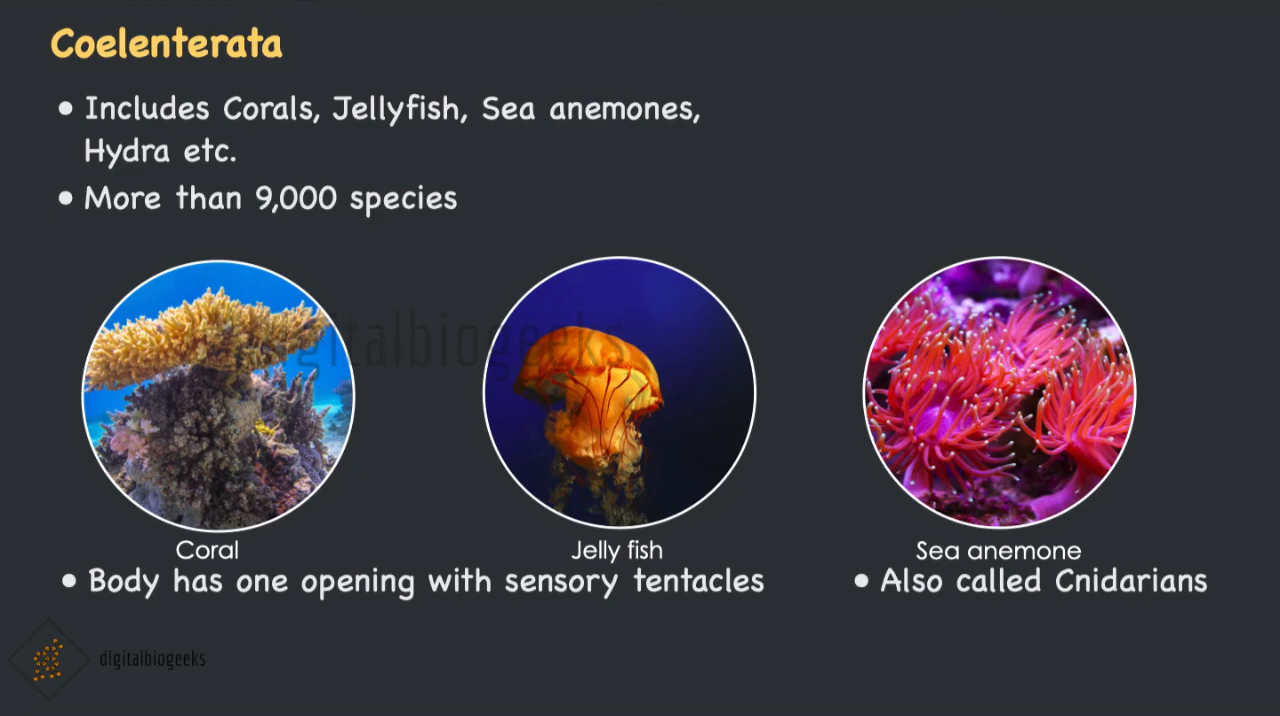 Coelenterata
• Includes Corals, Jellyfish, Sea anemones,
Hydra etc.
• More than 9,000 species
digitalbiogeeks
Coral
Jelly fish
Sea anemone
• Body has one opening with sensory tentacles
• Also called Cnidarians
digitalbiogeeks